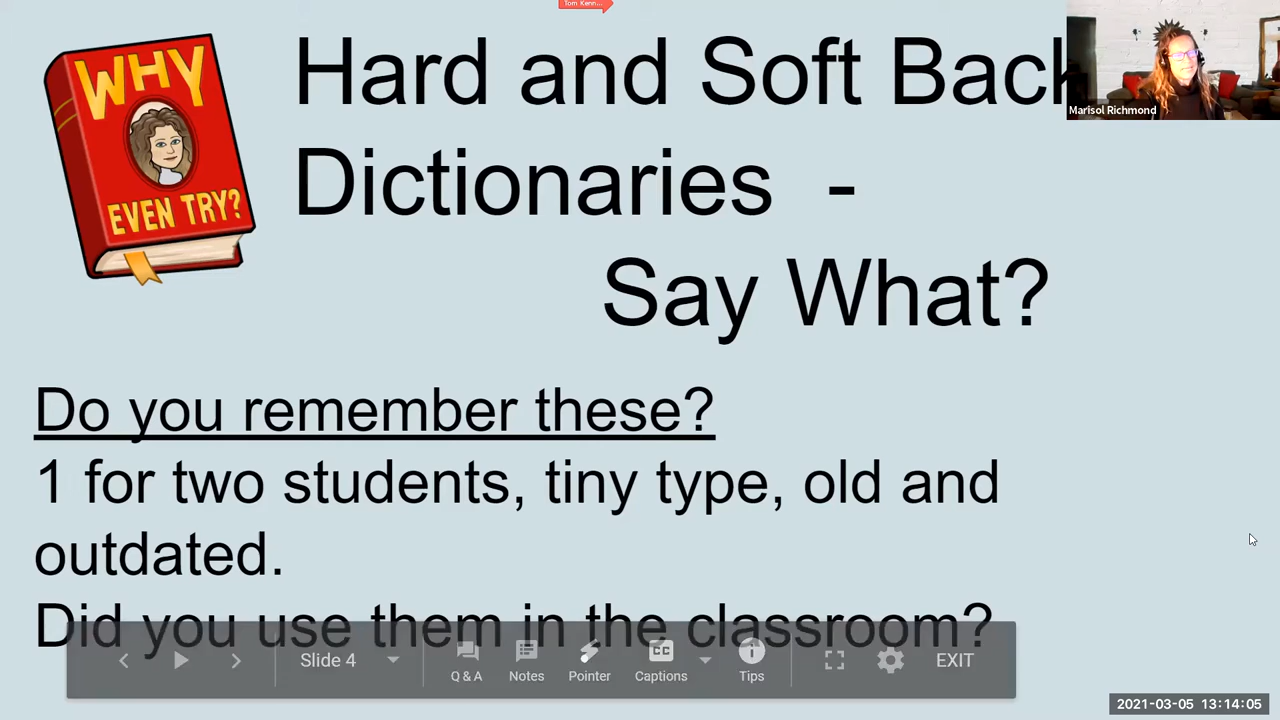 Tom Kenn...
WHY
EVEN TRY?
Hard and Soft Back
Dictionaries -
Say What?
Marisol Richmond
Do you remember these?
1 for two students, tiny type, old and
outdated.
Did you use them in the classroom?
Slide 4
Q & A
Notes
Pointer
CC
Captions
Tips
EXIT
2021-03-05 13:14:05